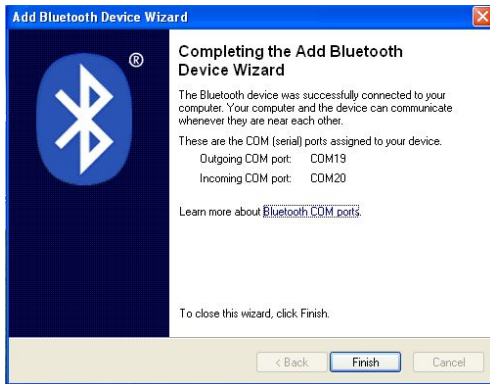 Add Bluetooth Device Wizard
®
Completing the Add Bluetooth
Device Wizard
The Bluetooth device was successfully connected to your
computer. Your computer and the device can communicate
whenever they are near each other.
These are the COM (serial) ports assigned to your device.
Outgoing COM port: COM19
Incoming COM port: COM20
Learn more about Bluetooth COM ports.
To close this wizard, click Finish.
< Back Finish Cancel